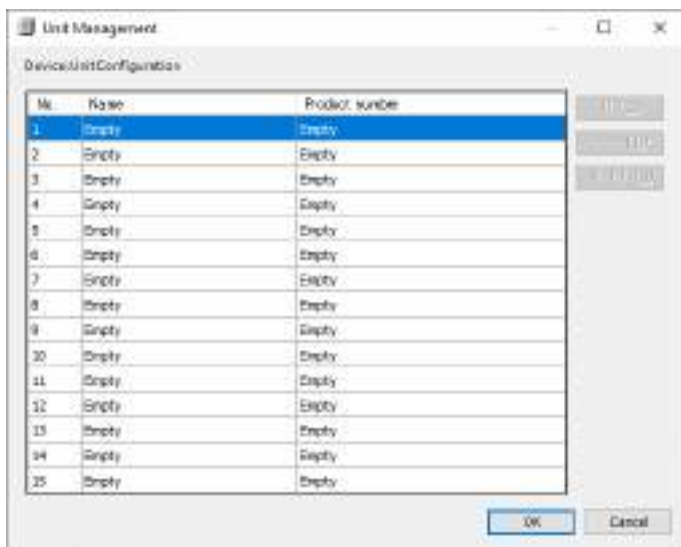 Unit Management
Device:UnitConfiguration
No. Name Product number
1 Empty Empty
2 Empty Empty
3 Empty Empty
4 Empty Empty
5 Empty Empty
6 Empty Empty
7 Empty Empty
8 Empty Empty
9 Empty Empty
10 Empty Empty
11 Empty Empty
12 Empty Empty
13 Empty Empty
14 Empty Empty
15 Empty Empty
OK Cancel